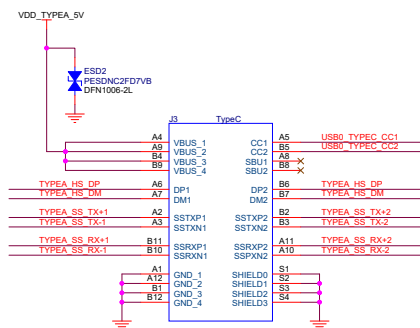 VDD_TYPEA_5V
ESD2
PESDNC2FD7VB
DFN1006-2L
J3 TypeC
A4 VBUS_1 CC1 A5 USB0_TYPEC_CC1
A9 VBUS_2 CC2 B5 USB0_TYPEC_CC2
B4 VBUS_3 SBU1 A8
B9 VBUS_4 SBU2 B8
TYPEA_HS_DP A6 DP1 DP2 B6 TYPEA_HS_DP
TYPEA_HS_DM A7 DM1 DM2 B7 TYPEA_HS_DM
TYPEA_SS_TX+1 A2 SSTXP1 SSTXP2 B2 TYPEA_SS_TX+2
TYPEA_SS_TX-1 A3 SSTXN1 SSTXN2 B3 TYPEA_SS_TX-2
TYPEA_SS_RX+1 B11 SSRXP1 SSRXP2 A11 TYPEA_SS_RX+2
TYPEA_SS_RX-1 B10 SSRXN1 SSPXN2 A10 TYPEA_SS_RX-2
A1 GND_1 SHIELD0 S1
A12 GND_2 SHIELD1 S2
B1 GND_3 SHIELD2 S3
B12 GND_4 SHIELD3 S4